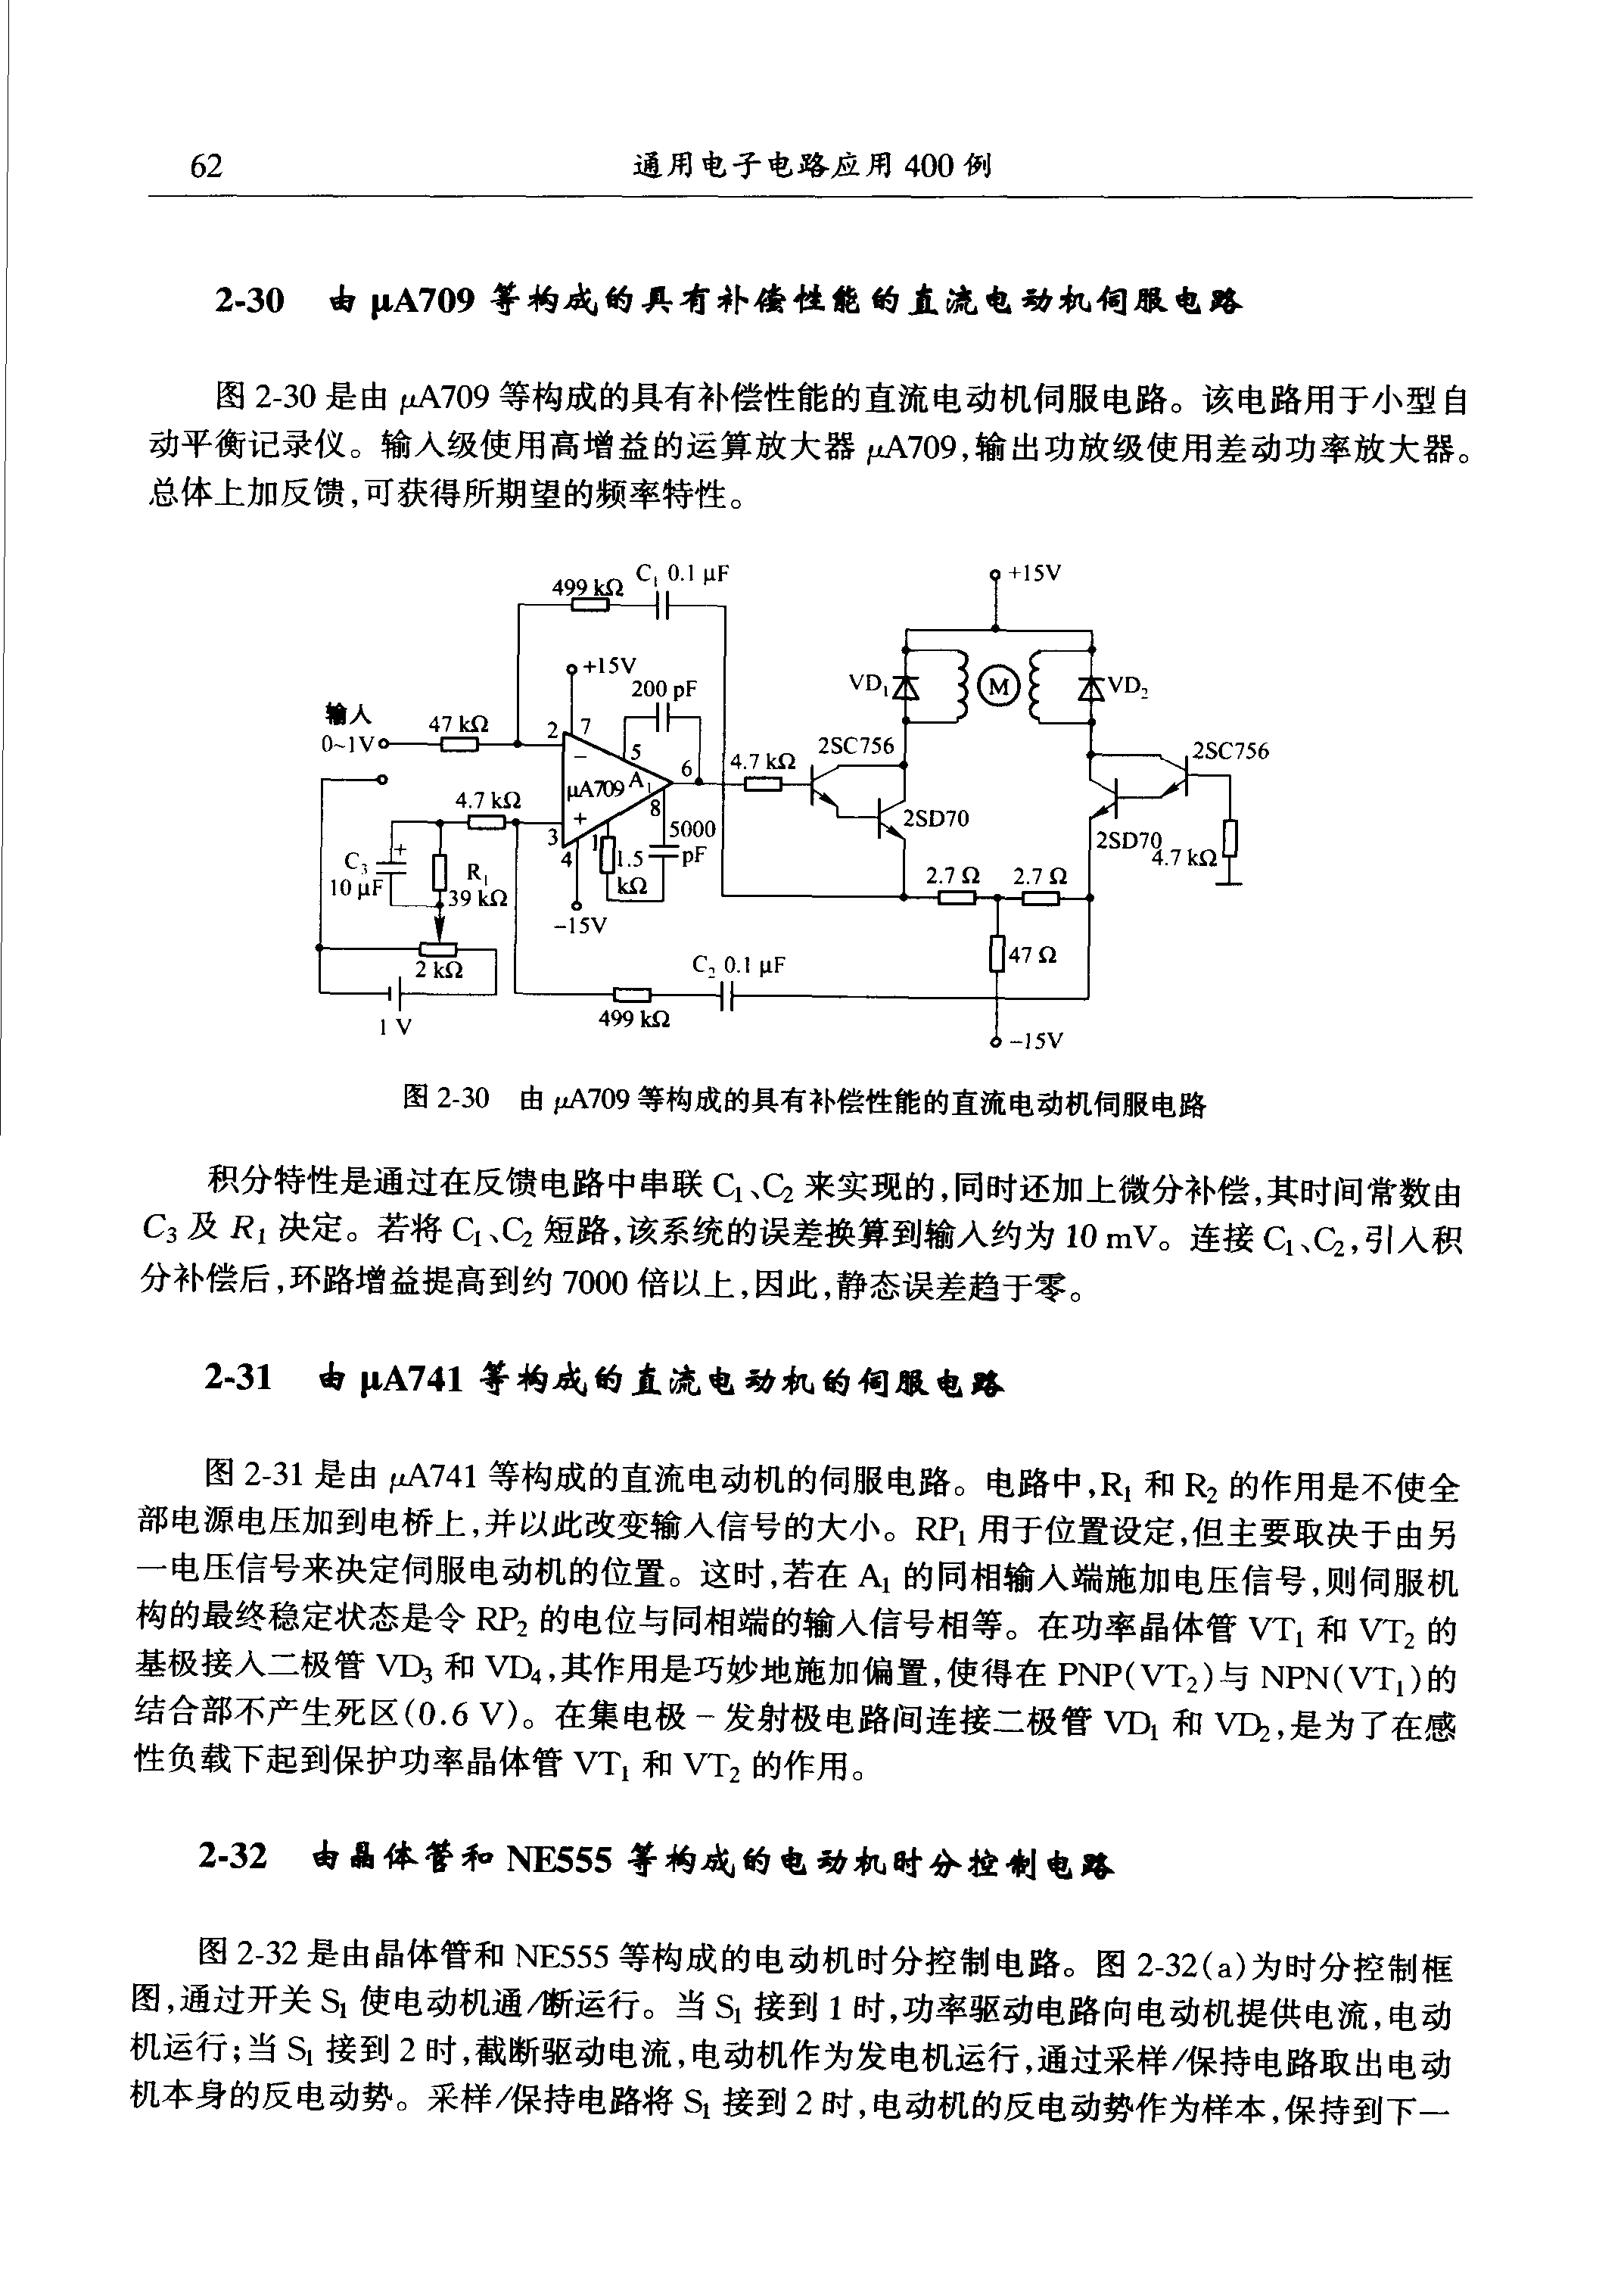 62
通用电子电路应用 400 例
2-30 由 μA709 等构成的具有补偿性能的直流电动机伺服电路
图 2-30 是由 μA709 等构成的具有补偿性能的直流电动机伺服电路。该电路用于小型自
动平衡记录仪。输入级使用高增益的运算放大器 μA709,输出功放级使用差动功率放大器。
总体上加反馈,可获得所期望的频率特性。
499 kΩ
C₁ 0.1 μF
+15V
+15V
200 pF
VD₁
M
VD₂
输入
0~1V
47 kΩ
2
7
5
6
4.7 kΩ
2SC756
2SC756
4.7 kΩ
−
μA709
A₁
+
8
3
1
4
5000
pF
1.5
kΩ
2SD70
2SD70
4.7 kΩ
C₃
10 μF
+
R₁
39 kΩ
2.7 Ω
2.7 Ω
−15V
2 kΩ
C₂ 0.1 μF
47 Ω
1 V
499 kΩ
−15V
图 2-30 由 μA709 等构成的具有补偿性能的直流电动机伺服电路
积分特性是通过在反馈电路中串联 C₁、C₂ 来实现的,同时还加上微分补偿,其时间常数由
C₃ 及 R₁ 决定。若将 C₁、C₂ 短路,该系统的误差换算到输入约为 10 mV。连接 C₁、C₂,引入积
分补偿后,环路增益提高到约 7000 倍以上,因此,静态误差趋于零。
2-31 由 μA741 等构成的直流电动机的伺服电路
图 2-31 是由 μA741 等构成的直流电动机的伺服电路。电路中,R₁ 和 R₂ 的作用是不使全
部电源电压加到电桥上,并以此改变输入信号的大小。RP₁ 用于位置设定,但主要取决于由另
一电压信号来决定伺服电动机的位置。这时,若在 A₁ 的同相输入端施加电压信号,则伺服机
构的最终稳定状态是令 RP₂ 的电位与同相端的输入信号相等。在功率晶体管 VT₁ 和 VT₂ 的
基极接入二极管 VD₃ 和 VD₄,其作用是巧妙地施加偏置,使得在 PNP(VT₂)与 NPN(VT₁)的
结合部不产生死区(0.6 V)。在集电极－发射极电路间连接二极管 VD₁ 和 VD₂,是为了在感
性负载下起到保护功率晶体管 VT₁ 和 VT₂ 的作用。
2-32 由晶体管和 NE555 等构成的电动机时分控制电路
图 2-32 是由晶体管和 NE555 等构成的电动机时分控制电路。图 2-32(a)为时分控制框
图,通过开关 S₁ 使电动机通/断运行。当 S₁ 接到 1 时,功率驱动电路向电动机提供电流,电动
机运行;当 S₁ 接到 2 时,截断驱动电流,电动机作为发电机运行,通过采样/保持电路取出电动
机本身的反电动势。采样/保持电路将 S₁ 接到 2 时,电动机的反电动势作为样本,保持到下一